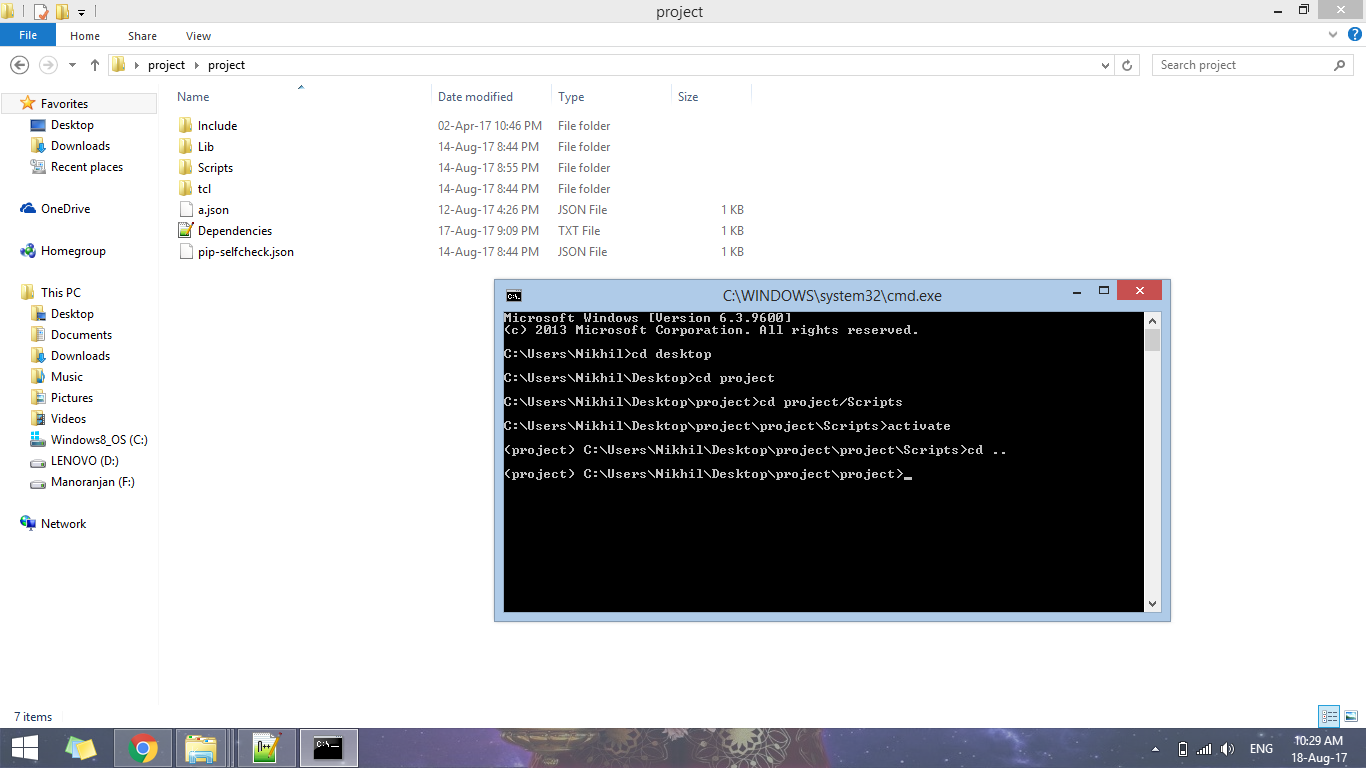 project
File Home Share View
project project
Search project
Name Date modified Type Size
Favorites
Desktop
Downloads
Recent places
OneDrive
Homegroup
This PC
Desktop
Documents
Downloads
Music
Pictures
Videos
Windows8_OS (C:)
LENOVO (D:)
Manoranjan (F:)
Network
Include 02-Apr-17 10:46 PM File folder
Lib 14-Aug-17 8:44 PM File folder
Scripts 14-Aug-17 8:55 PM File folder
tcl 14-Aug-17 8:44 PM File folder
a.json 12-Aug-17 4:26 PM JSON File 1 KB
Dependencies 17-Aug-17 9:09 PM TXT File 1 KB
pip-selfcheck.json 14-Aug-17 8:44 PM JSON File 1 KB
C:\WINDOWS\system32\cmd.exe
Microsoft Windows [Version 6.3.9600]
(c) 2013 Microsoft Corporation. All rights reserved.
C:\Users\Nikhil>cd desktop
C:\Users\Nikhil\Desktop>cd project
C:\Users\Nikhil\Desktop\project>cd project/Scripts
C:\Users\Nikhil\Desktop\project\project\Scripts>activate
(project) C:\Users\Nikhil\Desktop\project\project\Scripts>cd ..
(project) C:\Users\Nikhil\Desktop\project\project>_
7 items
ENG
10:29 AM
18-Aug-17